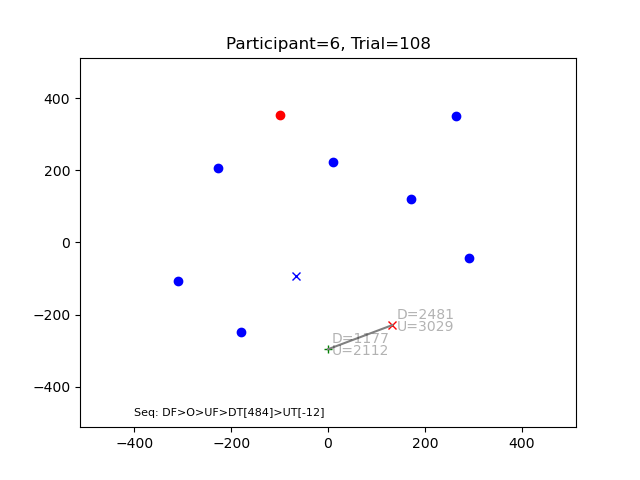 Participant=6, Trial=108
400
200
0
−200
−400
D=2481
U=3029
D=1177
U=2112
Seq: DF>O>UF>DT[484]>UT[-12]
−400
−200
0
200
400